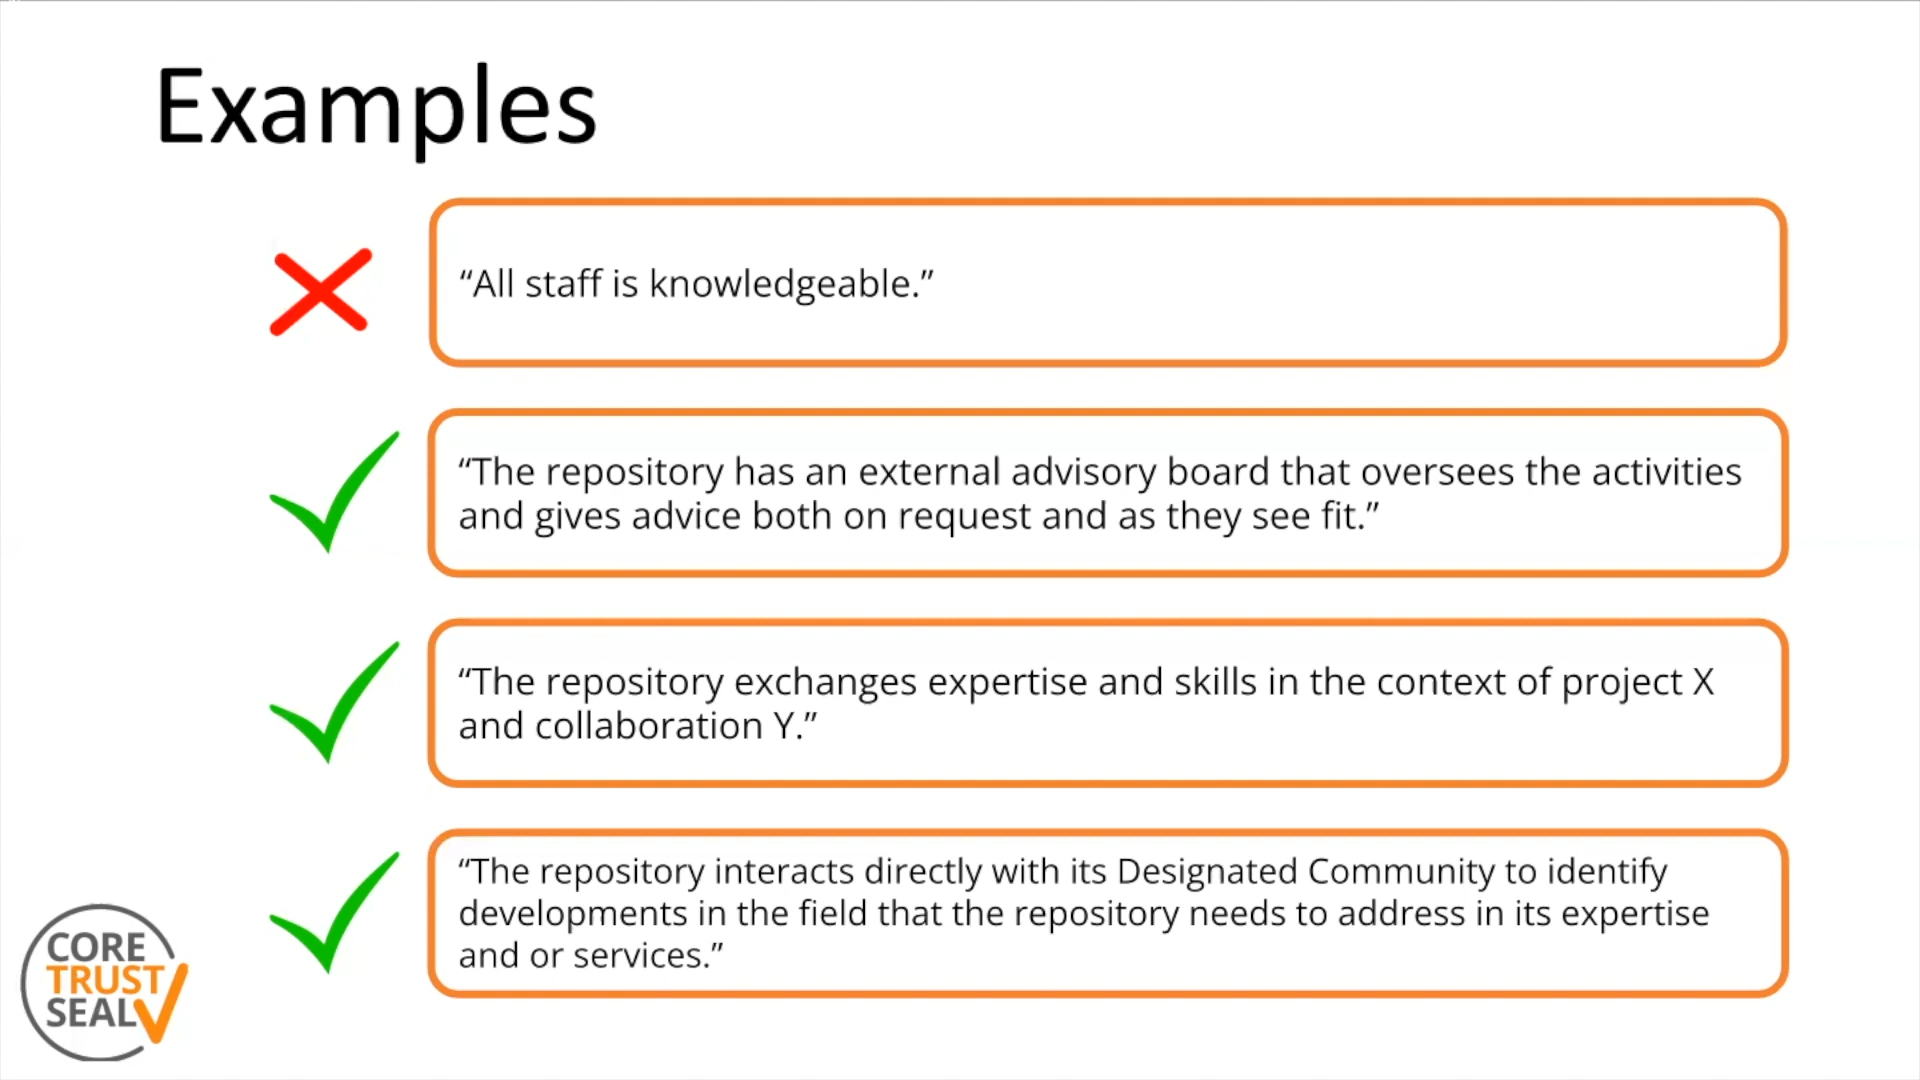 Examples
“All staff is knowledgeable.”
“The repository has an external advisory board that oversees the activities
and gives advice both on request and as they see fit.”
“The repository exchanges expertise and skills in the context of project X
and collaboration Y.”
“The repository interacts directly with its Designated Community to identify
developments in the field that the repository needs to address in its expertise
and or services.”
CORE
TRUST
SEAL